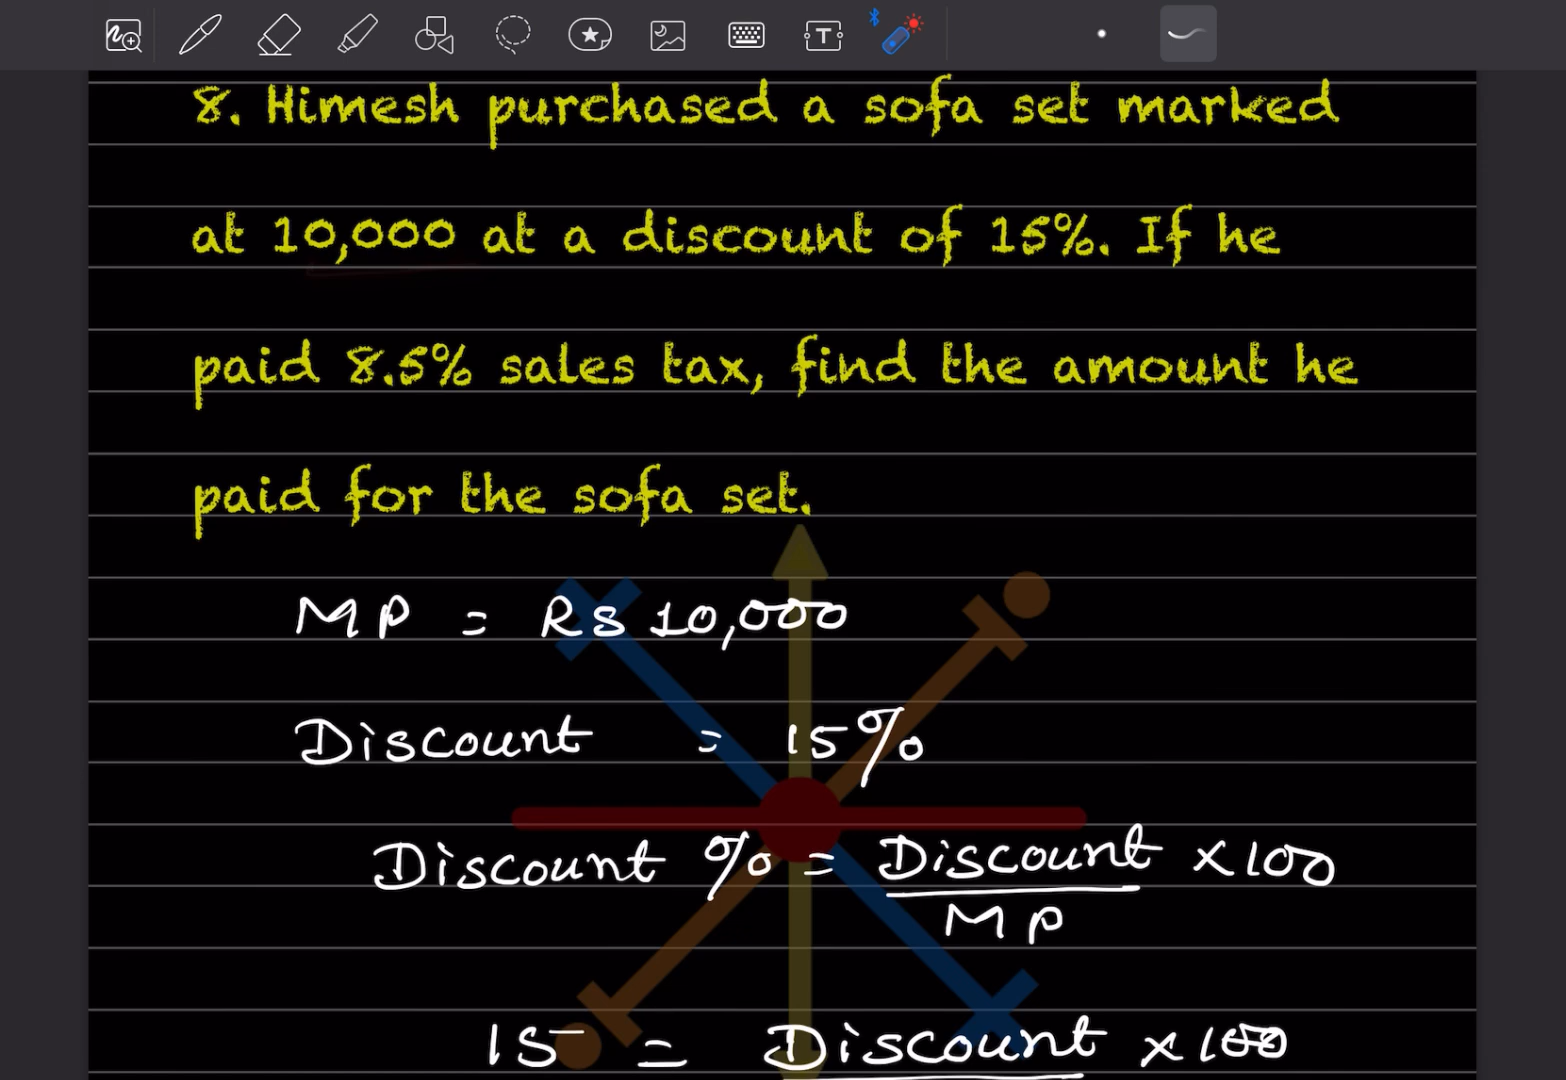 8. Himesh purchased a sofa set marked
at 10,000 at a discount of 15%. If he
paid 8.5% sales tax, find the amount he
paid for the sofa set.
MP = Rs 10,000
Discount = 15%
Discount % = Discount × 100
MP
15 = Discount × 100